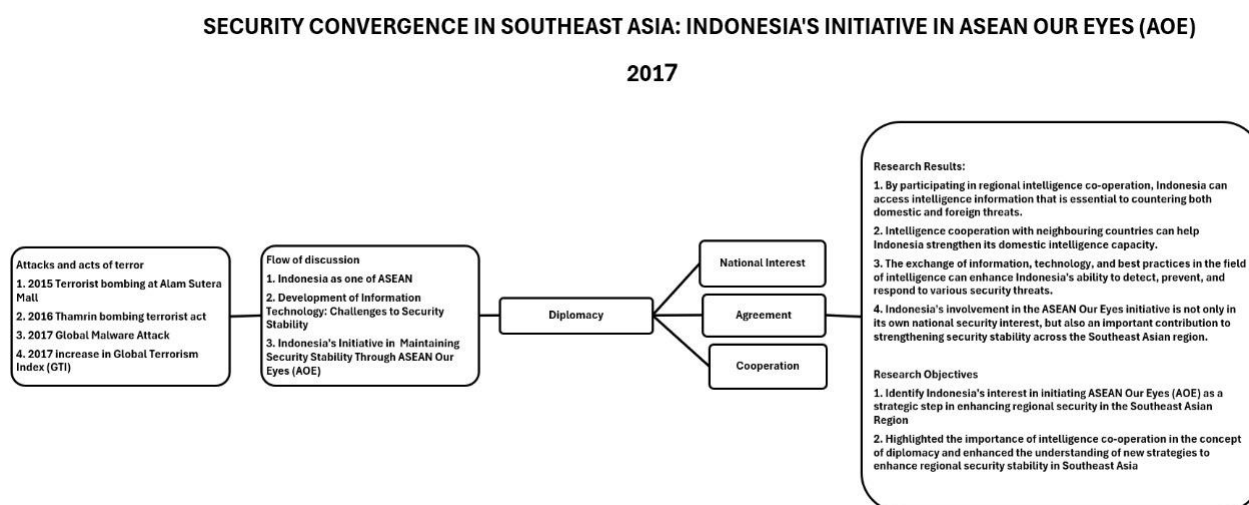 SECURITY CONVERGENCE IN SOUTHEAST ASIA: INDONESIA'S INITIATIVE IN ASEAN OUR EYES (AOE)
2017
Attacks and acts of terror
1. 2015 Terrorist bombing at Alam Sutera
Mall
2. 2016 Thamrin bombing terrorist act
3. 2017 Global Malware Attack
4. 2017 increase in Global Terrorism
Index (GTI)
Flow of discussion
1. Indonesia as one of ASEAN
2. Development of Information
Technology: Challenges to Security
Stability
3. Indonesia's Initiative in Maintaining
Security Stability Through ASEAN Our
Eyes (AOE)
Diplomacy
National Interest
Agreement
Cooperation
Research Results:
1. By participating in regional intelligence co-operation, Indonesia can
access intelligence information that is essential to countering both
domestic and foreign threats.
2. Intelligence cooperation with neighbouring countries can help
Indonesia strengthen its domestic intelligence capacity.
3. The exchange of information, technology, and best practices in the field
of intelligence can enhance Indonesia's ability to detect, prevent, and
respond to various security threats.
4. Indonesia's involvement in the ASEAN Our Eyes initiative is not only in
its own national security interest, but also an important contribution to
strengthening security stability across the Southeast Asian region.
Research Objectives
1. Identify Indonesia's interest in initiating ASEAN Our Eyes (AOE) as a
strategic step in enhancing regional security in the Southeast Asian
Region
2. Highlighted the importance of intelligence co-operation in the concept
of diplomacy and enhanced the understanding of new strategies to
enhance regional security stability in Southeast Asia